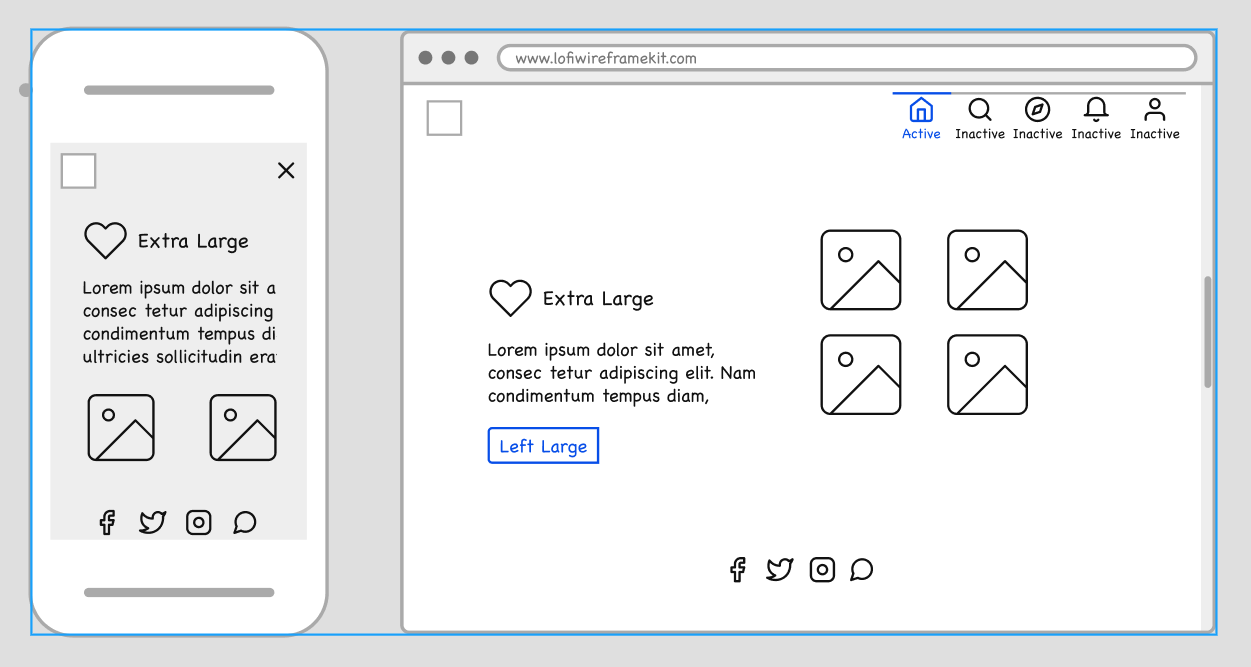 Extra Large
Lorem ipsum dolor sit a
consec tetur adipiscing
condimentum tempus di
ultricies sollicitudin era
www.lofiwireframekit.com
Active Inactive Inactive Inactive Inactive
Extra Large
Lorem ipsum dolor sit amet,
consec tetur adipiscing elit. Nam
condimentum tempus diam,
Left Large